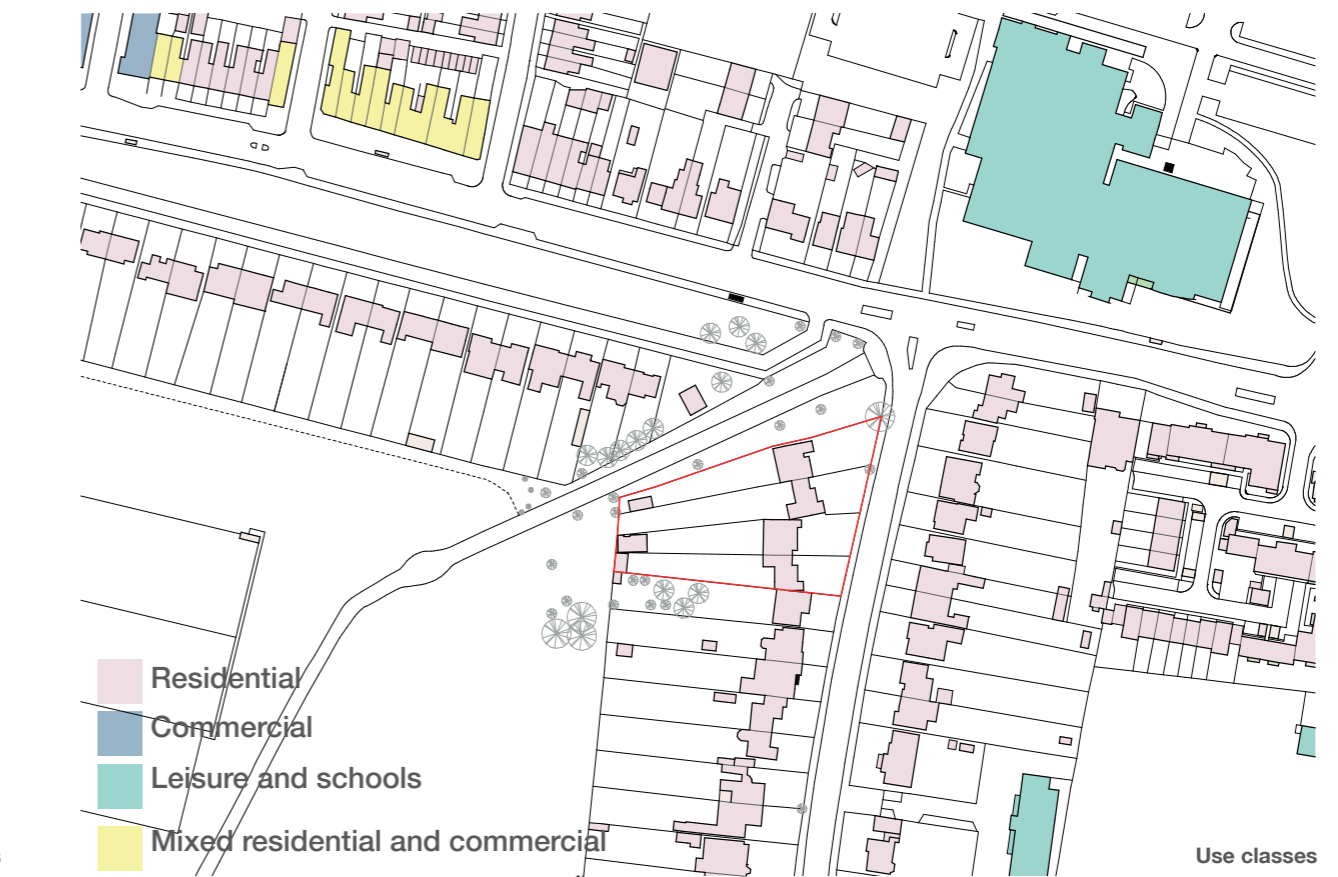 Residential
Commercial
Leisure and schools
Mixed residential and commercial
Use classes